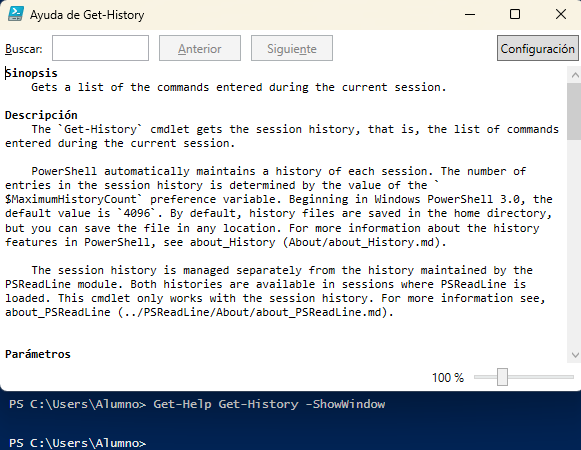 Ayuda de Get-History
Buscar:
Anterior
Siguiente
Configuración
Sinopsis
Gets a list of the commands entered during the current session.
Descripción
The `Get-History` cmdlet gets the session history, that is, the list of commands
entered during the current session.
PowerShell automatically maintains a history of each session. The number of
entries in the session history is determined by the value of the `
$MaximumHistoryCount` preference variable. Beginning in Windows PowerShell 3.0, the
default value is `4096`. By default, history files are saved in the home directory,
but you can save the file in any location. For more information about the history
features in PowerShell, see about_History (About/about_History.md).
The session history is managed separately from the history maintained by the
PSReadLine module. Both histories are available in sessions where PSReadLine is
loaded. This cmdlet only works with the session history. For more information see,
about_PSReadLine (../PSReadLine/About/about_PSReadLine.md).
Parámetros
100 %
PS C:\Users\Alumno> Get-Help Get-History -ShowWindow
PS C:\Users\Alumno>